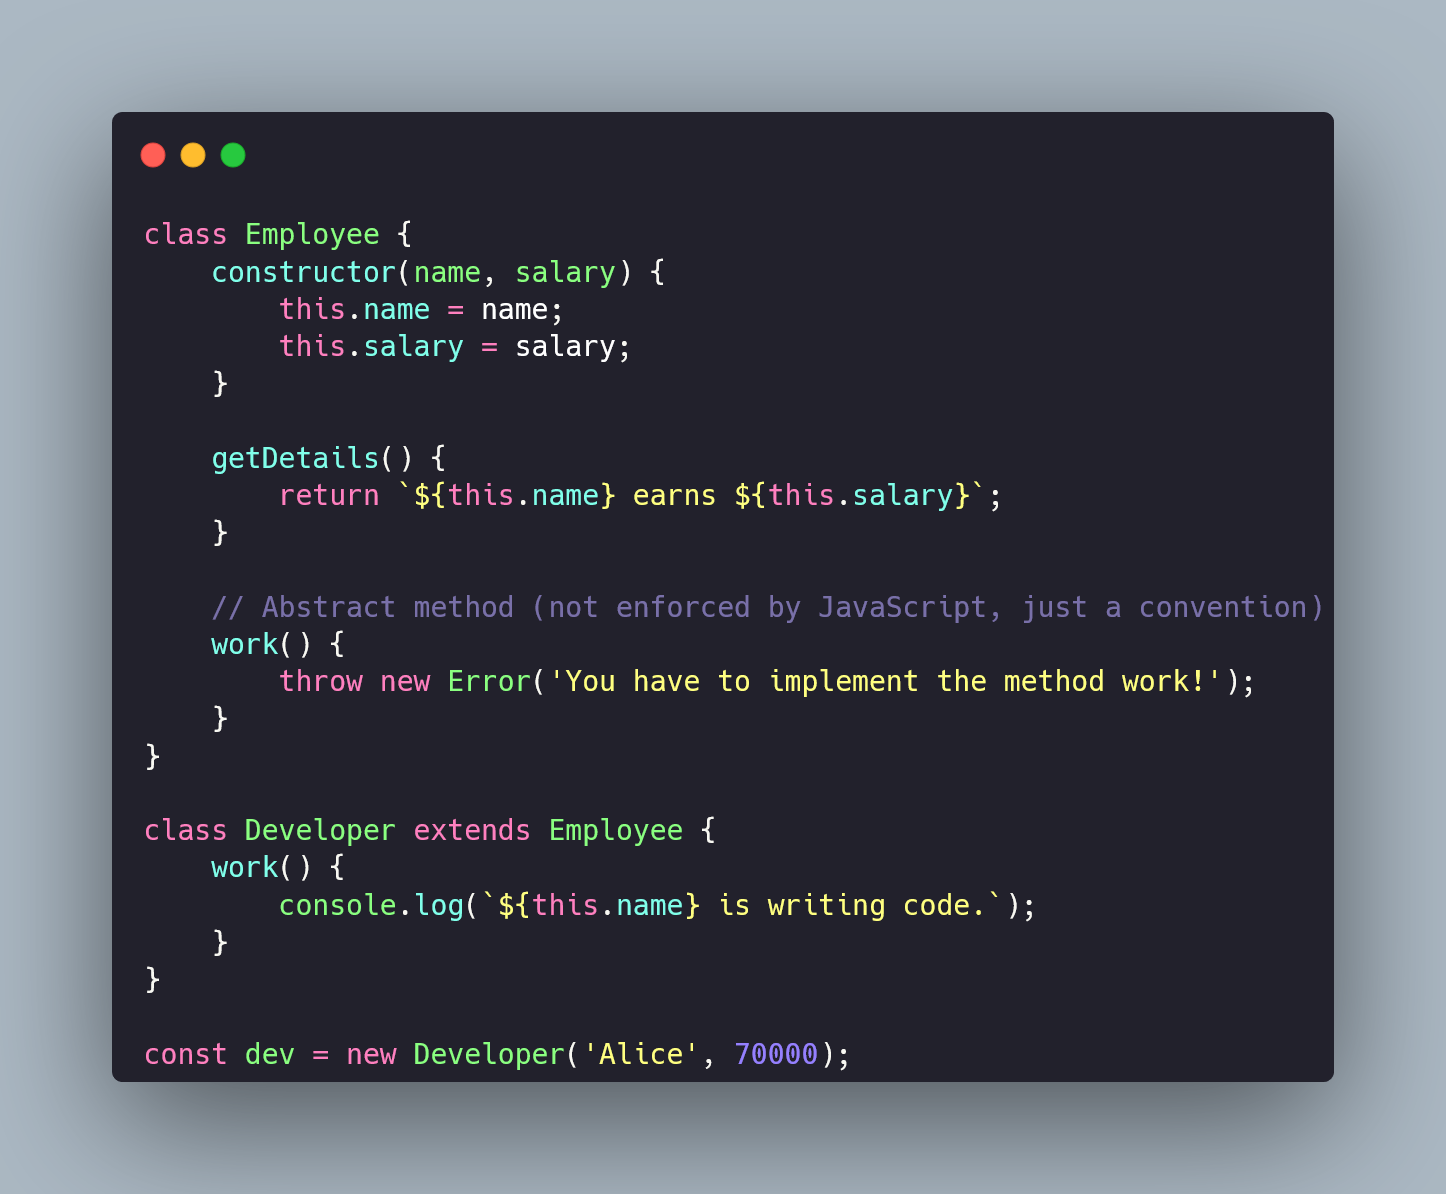 class Employee {
    constructor(name, salary) {
        this.name = name;
        this.salary = salary;
    }

    getDetails() {
        return `${this.name} earns ${this.salary}`;
    }

    // Abstract method (not enforced by JavaScript, just a convention)
    work() {
        throw new Error('You have to implement the method work!');
    }
}

class Developer extends Employee {
    work() {
        console.log(`${this.name} is writing code.`);
    }
}

const dev = new Developer('Alice', 70000);